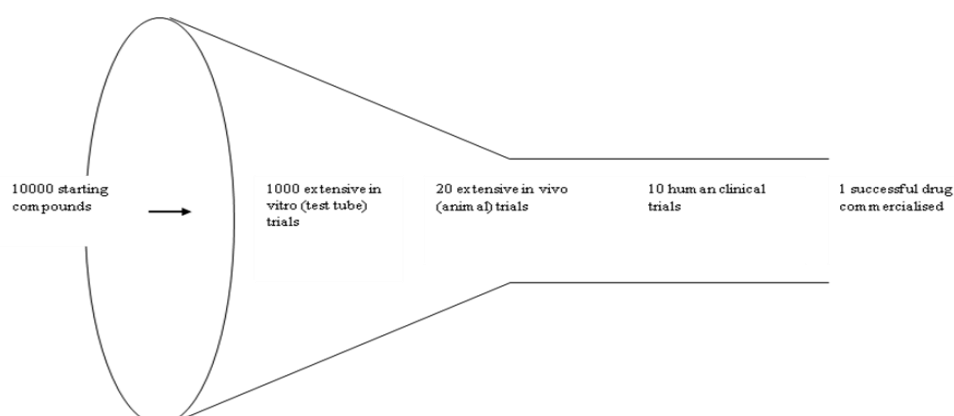 10000 starting
compounds
1000 extensive in
vitro (test tube)
trials
20 extensive in vivo
(animal) trials
10 human clinical
trials
1 successful drug
commercialised